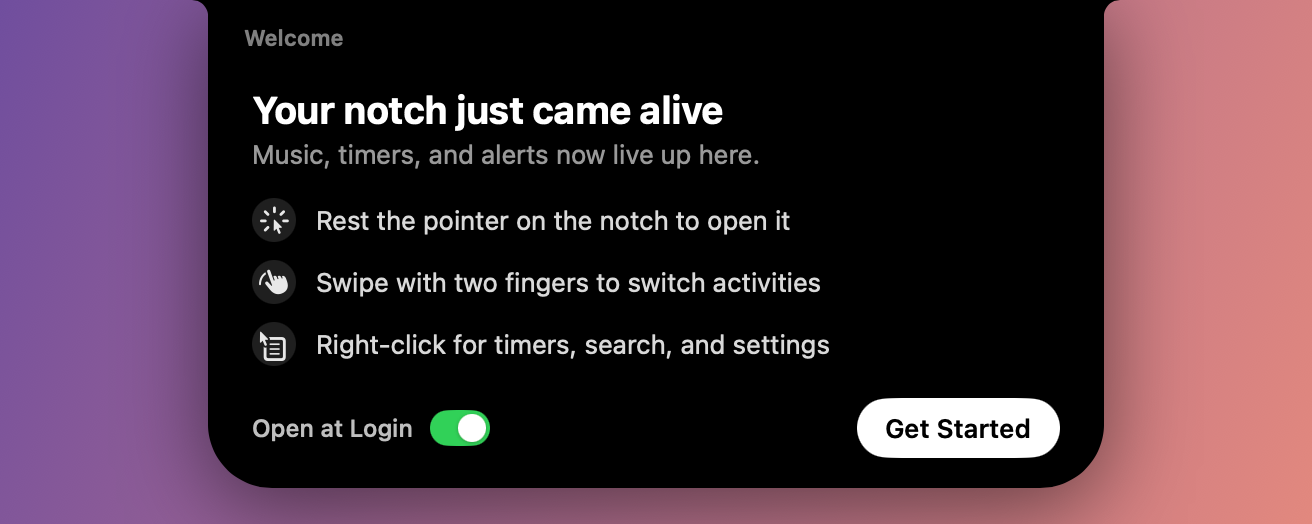 Welcome
Your notch just came alive
Music, timers, and alerts now live up here.
Rest the pointer on the notch to open it
Swipe with two fingers to switch activities
Right-click for timers, search, and settings
Open at Login
Get Started